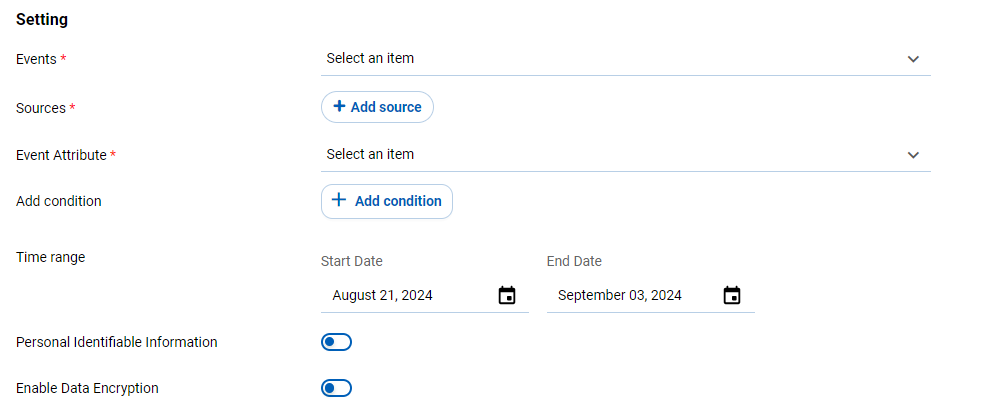 Setting
Events *
Select an item
Sources *
Add source
Event Attribute *
Select an item
Add condition
Add condition
Time range
Start Date
End Date
August 21, 2024
September 03, 2024
Personal Identifiable Information
Enable Data Encryption